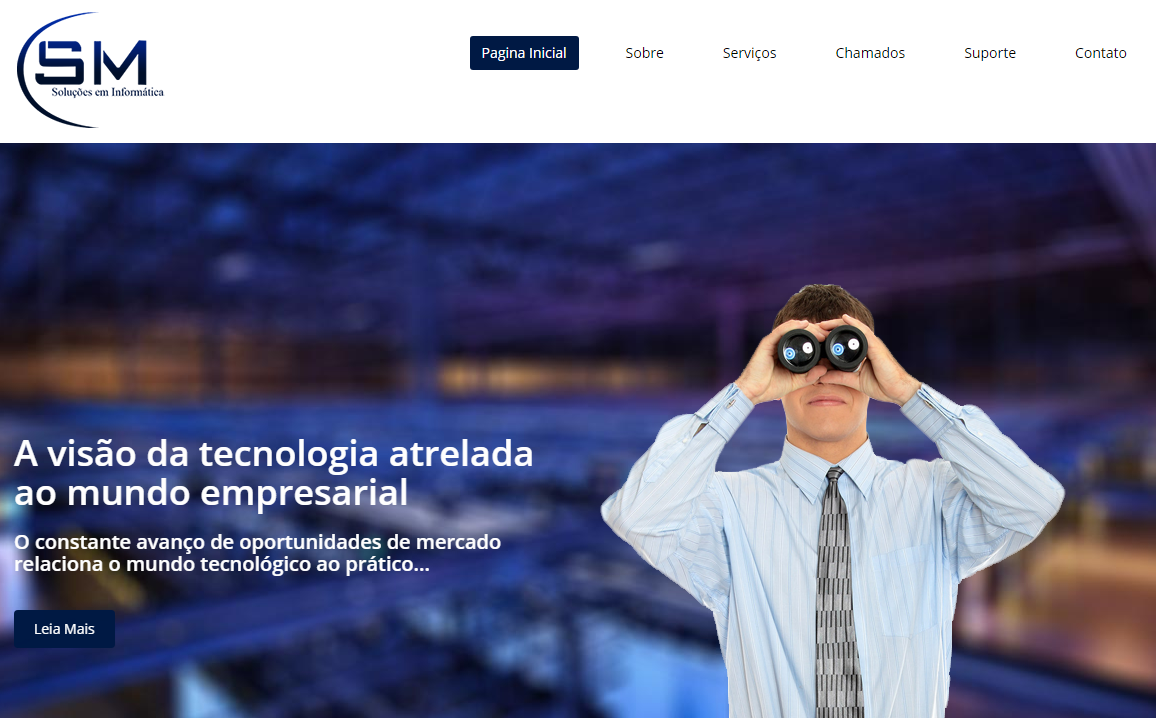 SM
Soluções em Informática
Pagina Inicial
Sobre
Serviços
Chamados
Suporte
Contato
A visão da tecnologia atrelada
ao mundo empresarial
O constante avanço de oportunidades de mercado
relaciona o mundo tecnológico ao prático...
Leia Mais